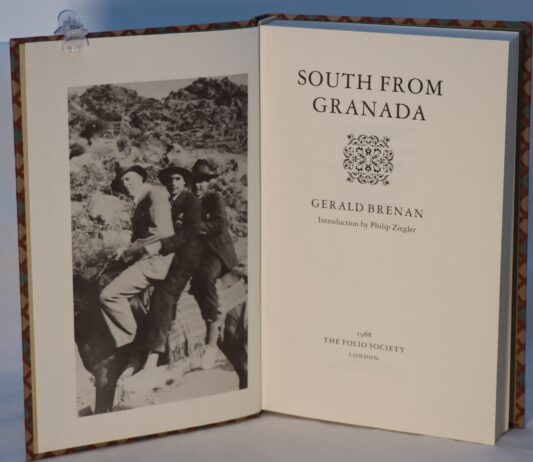 SOUTH FROM
GRANADA
GERALD BRENAN
Introduction by Philip Ziegler
1988
THE FOLIO SOCIETY
LONDON